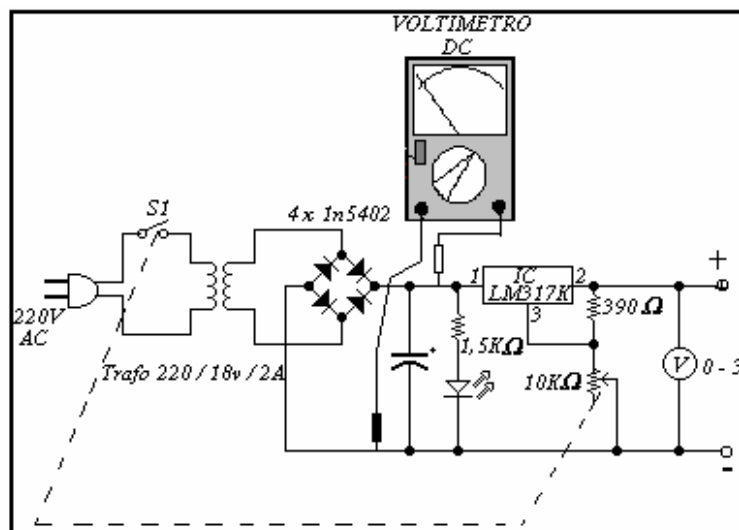 VOLTIMETRO
DC
S1
4 x 1n5402
220V
AC
Trafo 220 / 18v / 2A
+
1
IC
LM317K
2
3
390Ω
1,5KΩ
10KΩ
+
V
0 - 3
-